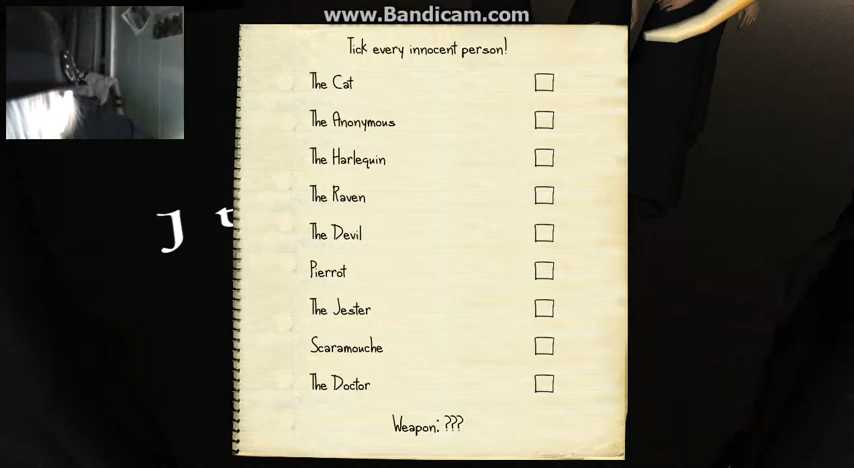 www.Bandicam.com
Tick every innocent person!
The Cat
The Anonymous
The Harlequin
The Raven
J t
The Devil
Pierrot
The Jester
Scaramouche
The Doctor
Weapon: ???